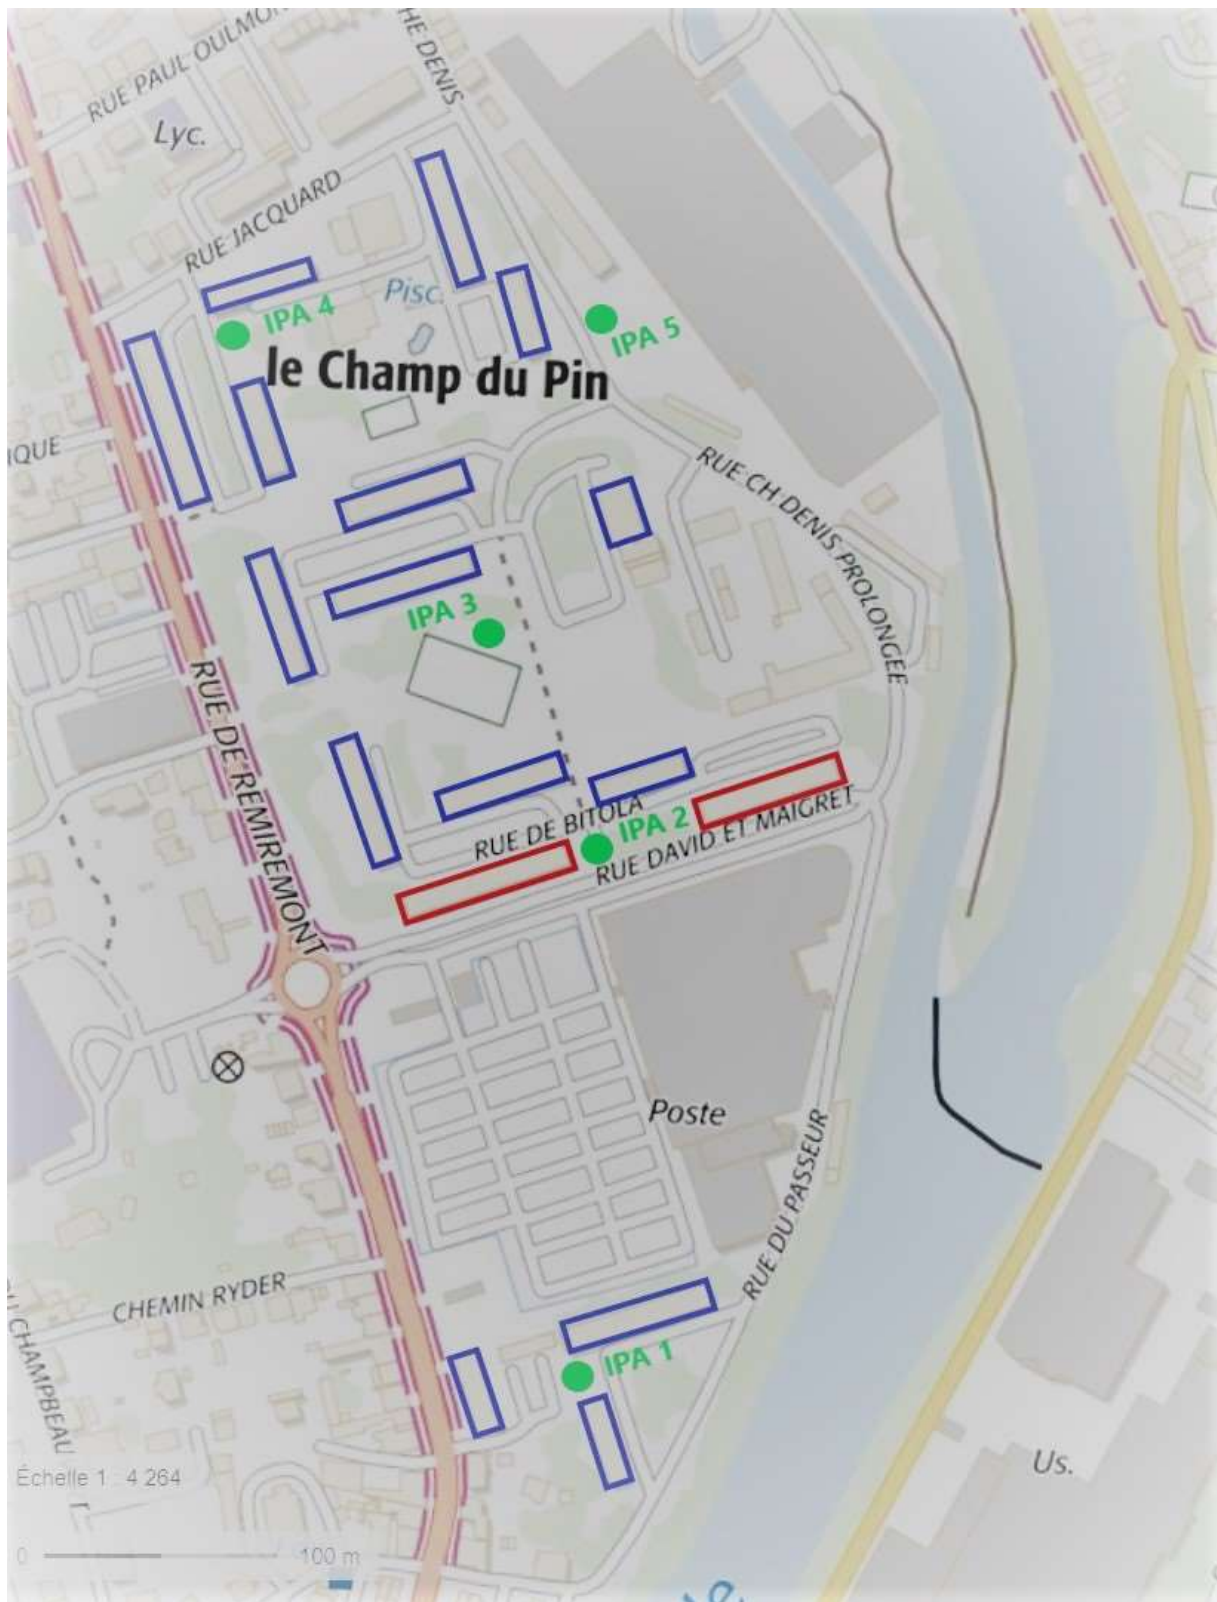 RUE PAUL OULMON
HE DENIS
Lyc.
RUE JACQUARD
Pisc.
IPA 4
IPA 5
le Champ du Pin
IQUE
RUE CH DENIS PROLONGEE
IPA 3
RUE DE REMIREMONT
RUE DE BITOLA
IPA 2
RUE DAVID ET MAIGRET
Poste
RUE DU PASSEUR
CHEMIN RYDER
IPA 1
U CHAMPBEAU
Us.
Échelle 1 : 4 264
0 100 m